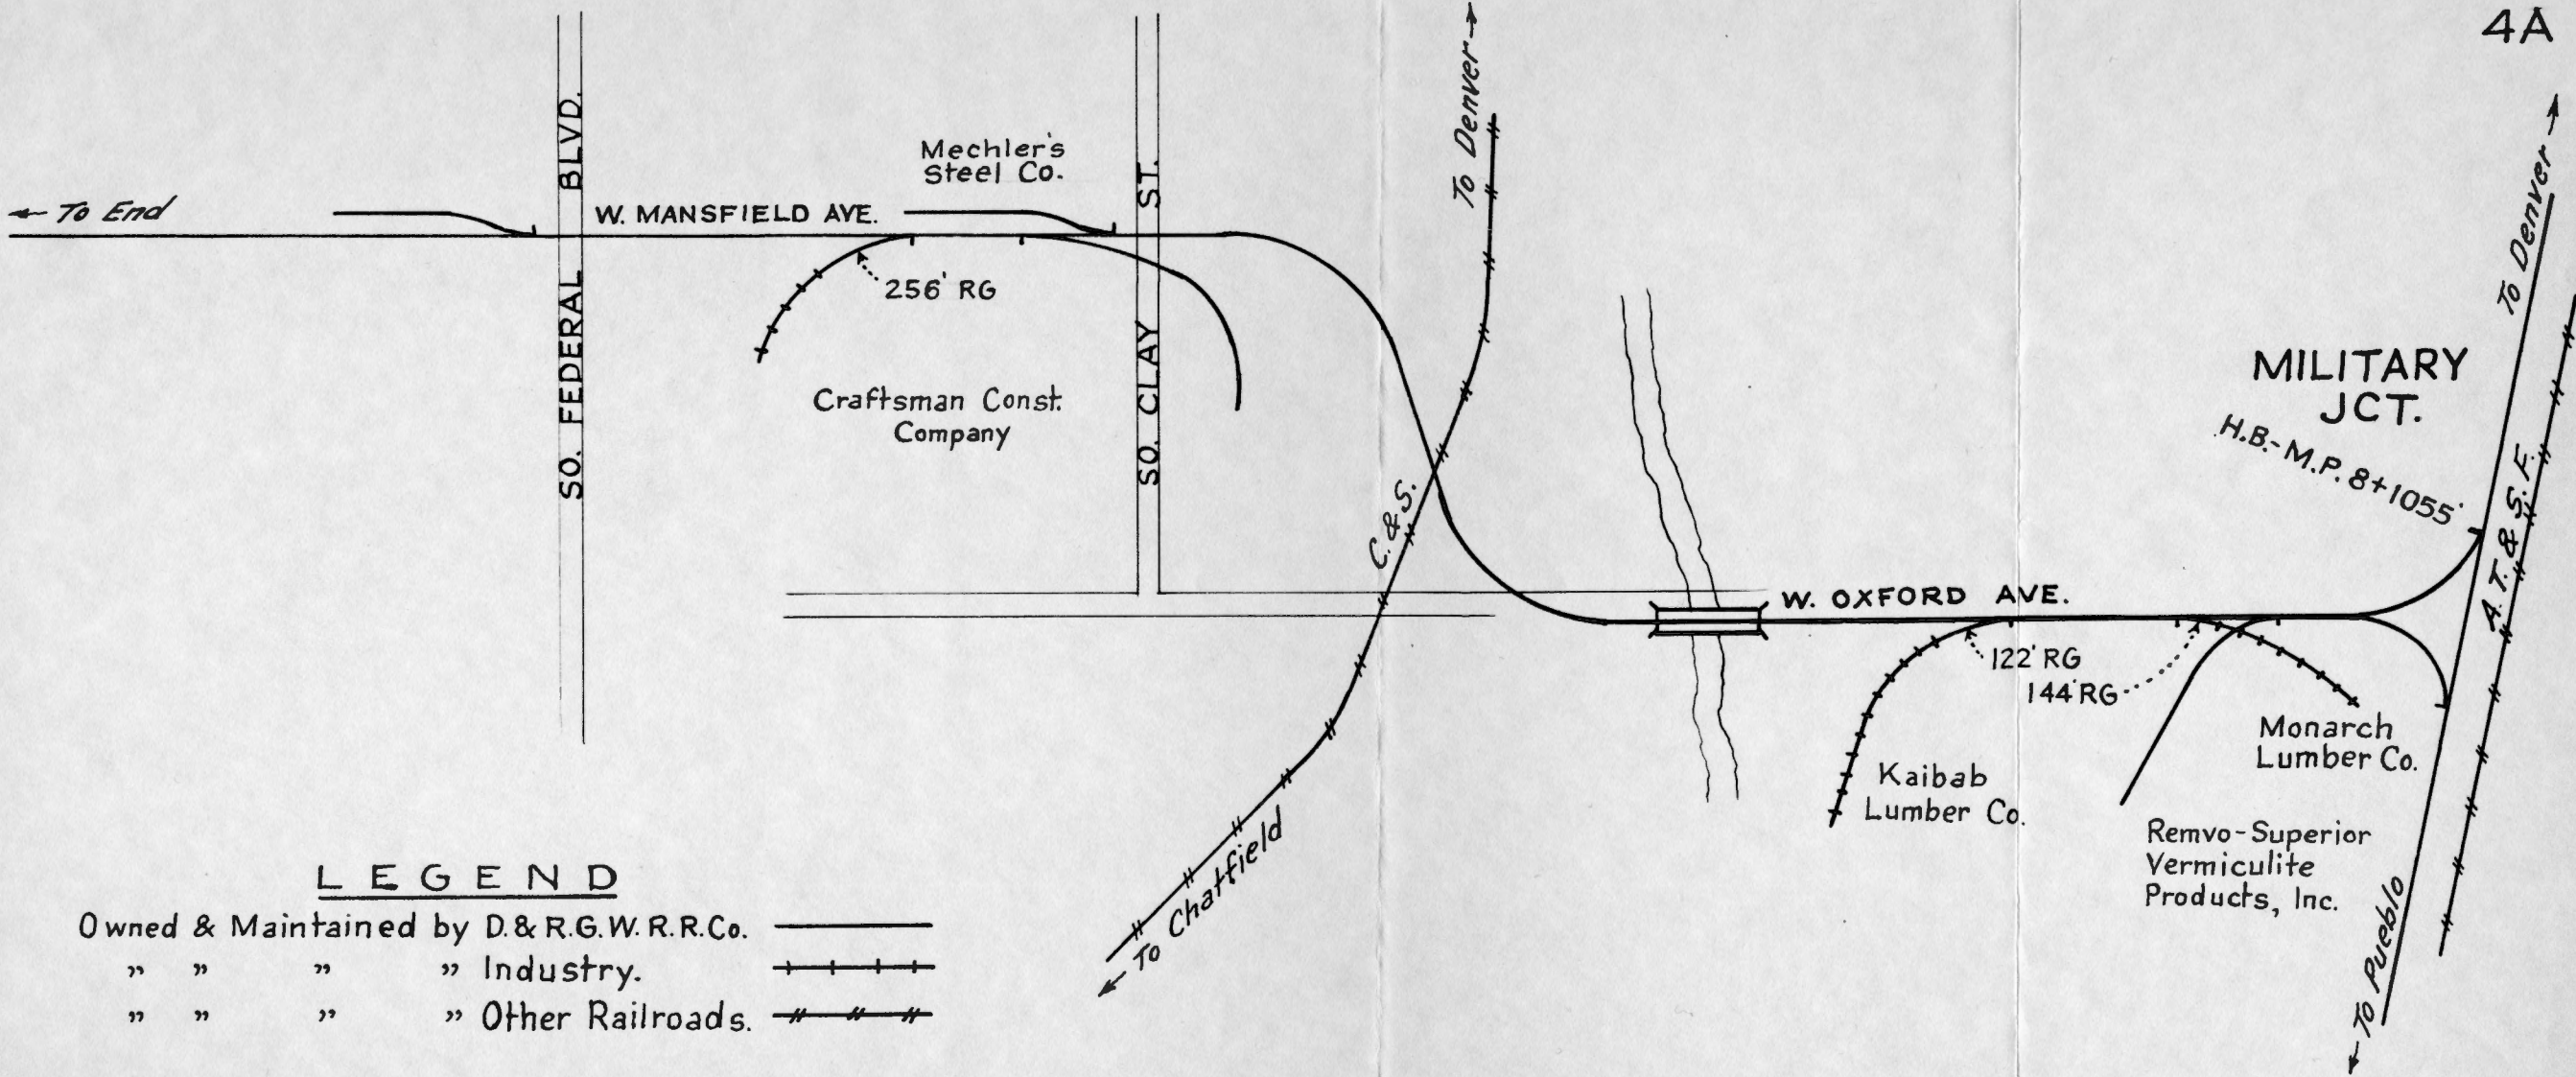 4A
← To End
SO. FEDERAL BLVD.
W. MANSFIELD AVE.
Mechler's
Steel Co.
SO. CLAY ST.
256' RG
Craftsman Const.
Company
To Denver →
C. & S.
← To Chatfield
W. OXFORD AVE.
122' RG
144' RG
Kaibab
Lumber Co.
Monarch
Lumber Co.
Remvo-Superior
Vermiculite
Products, Inc.
MILITARY
JCT.
H.B.-M.P. 8+1055'
To Denver →
A. T. & S. F.
← To Pueblo
LEGEND
Owned & Maintained by D. & R. G. W. R. R. Co.
" " " " Industry.
" " " " Other Railroads.